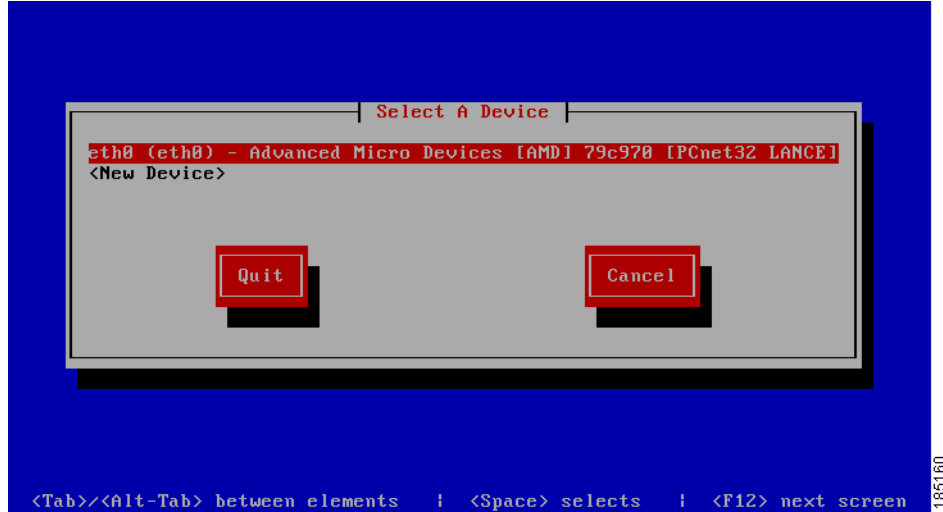 Select A Device
eth0 (eth0) - Advanced Micro Devices [AMD] 79c970 [PCnet32 LANCE]
<New Device>
Quit
Cancel
<Tab>/<Alt-Tab> between elements   ¦   <Space> selects   ¦   <F12> next screen
185160